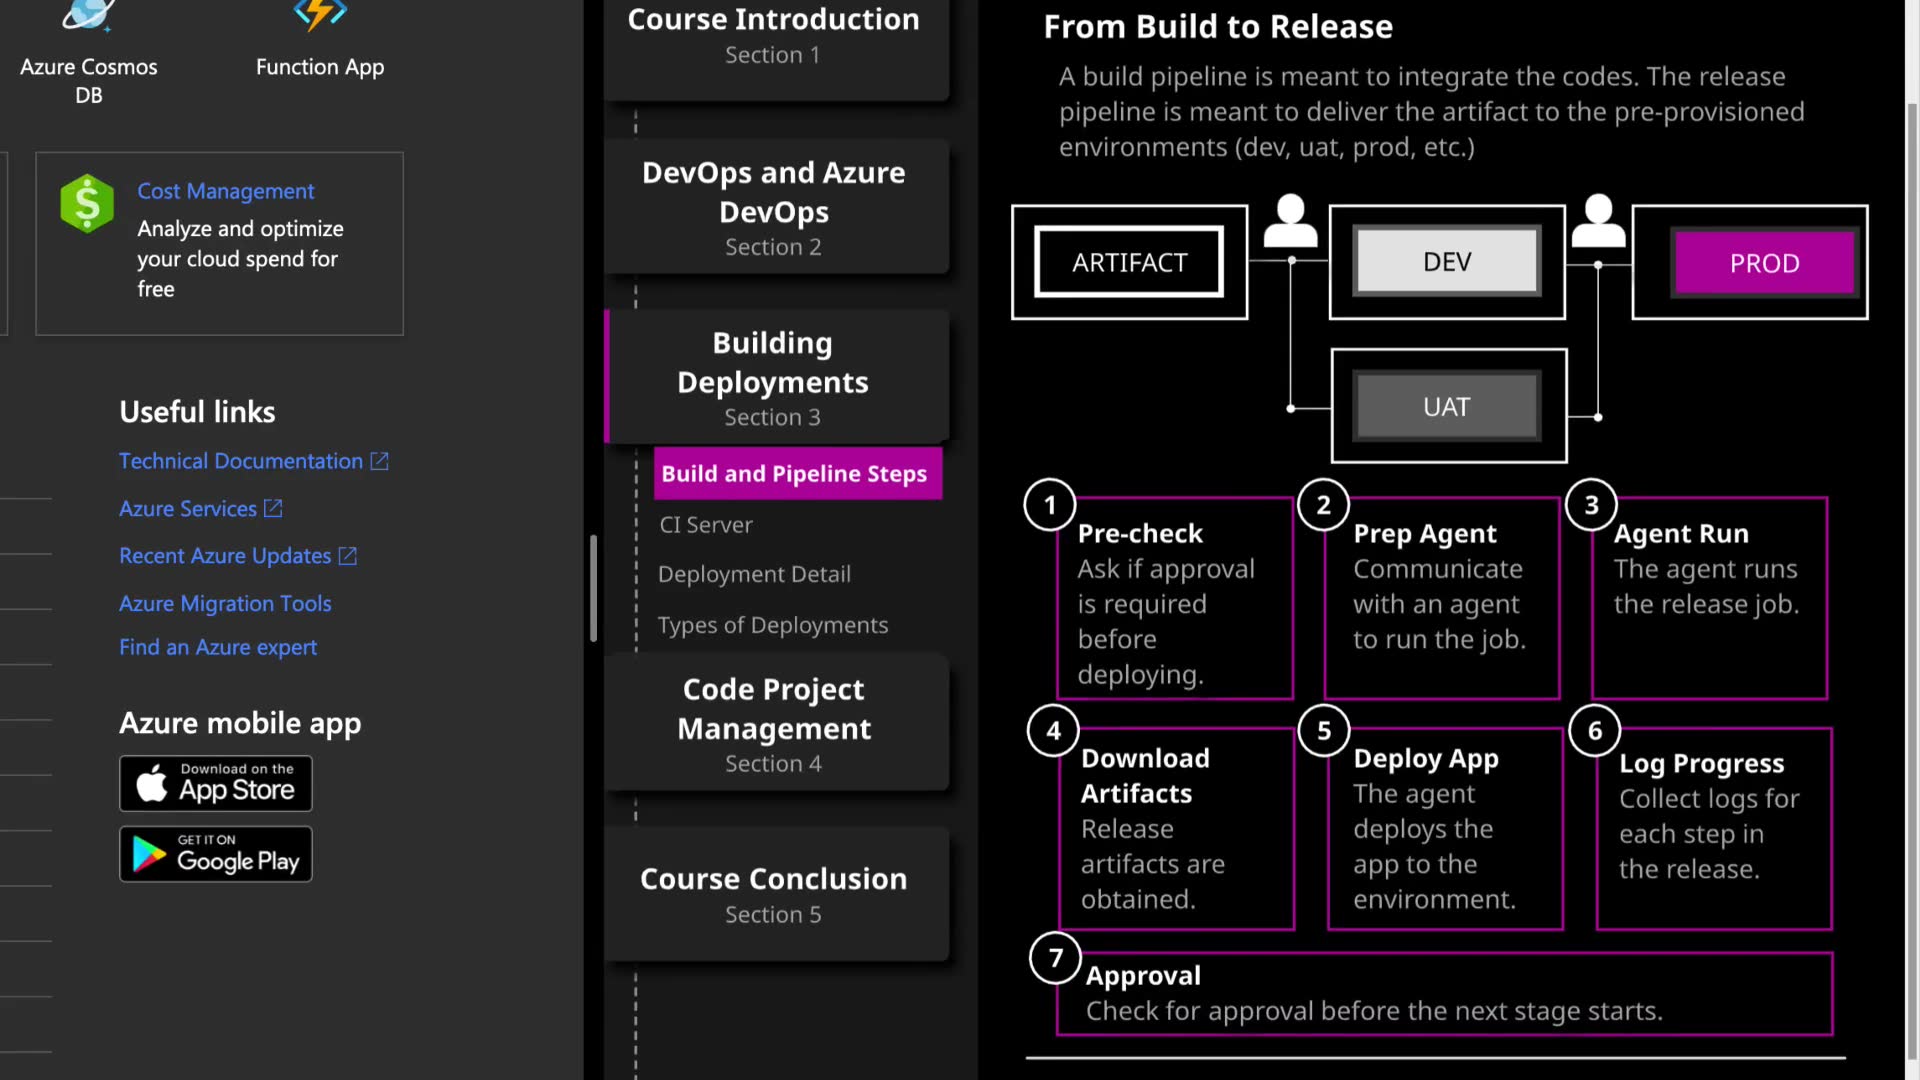 Azure Cosmos
DB
Function App
Cost Management
Analyze and optimize
your cloud spend for
free
Useful links
Technical Documentation
Azure Services
Recent Azure Updates
Azure Migration Tools
Find an Azure expert
Azure mobile app
Download on the
App Store
GET IT ON
Google Play
Course Introduction
Section 1
DevOps and Azure
DevOps
Section 2
Building
Deployments
Section 3
Build and Pipeline Steps
CI Server
Deployment Detail
Types of Deployments
Code Project
Management
Section 4
Course Conclusion
Section 5
From Build to Release
A build pipeline is meant to integrate the codes. The release
pipeline is meant to deliver the artifact to the pre-provisioned
environments (dev, uat, prod, etc.)
ARTIFACT
DEV
PROD
UAT
1
Pre-check
Ask if approval
is required
before
deploying.
2
Prep Agent
Communicate
with an agent
to run the job.
3
Agent Run
The agent runs
the release job.
4
Download
Artifacts
Release
artifacts are
obtained.
5
Deploy App
The agent
deploys the
app to the
environment.
6
Log Progress
Collect logs for
each step in
the release.
7
Approval
Check for approval before the next stage starts.